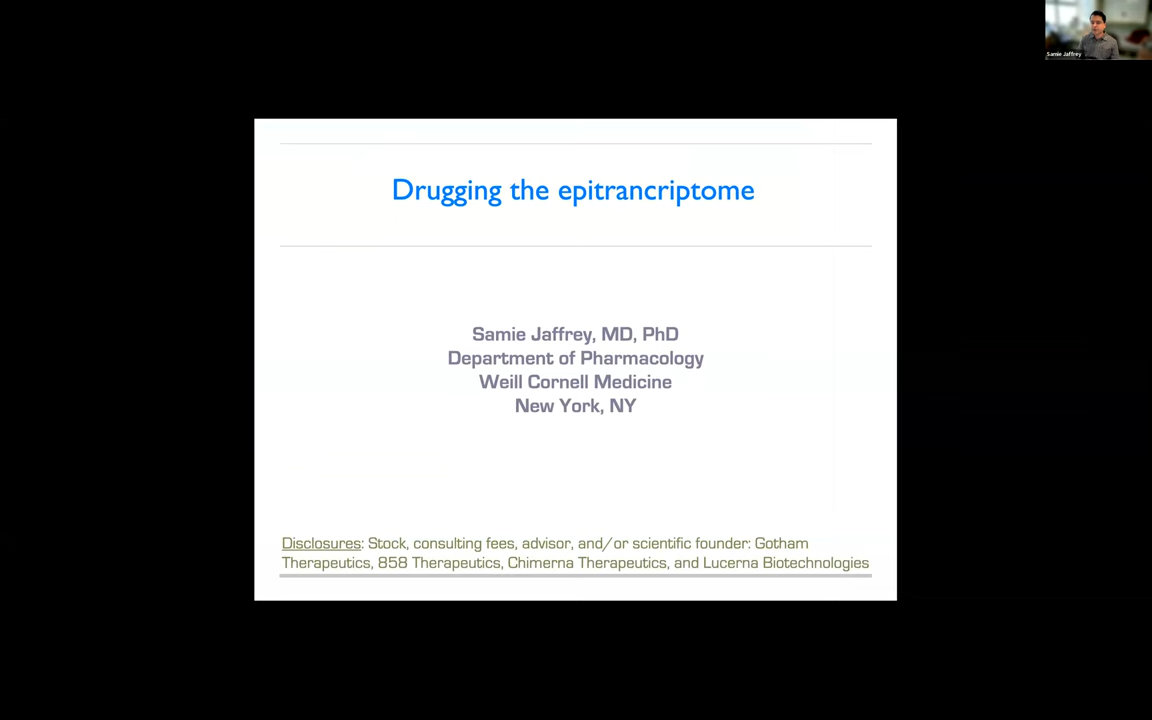 Samie Jaffrey
Drugging the epitrancriptome
Samie Jaffrey, MD, PhD
Department of Pharmacology
Weill Cornell Medicine
New York, NY
Disclosures: Stock, consulting fees, advisor, and/or scientific founder: Gotham
Therapeutics, 858 Therapeutics, Chimerna Therapeutics, and Lucerna Biotechnologies